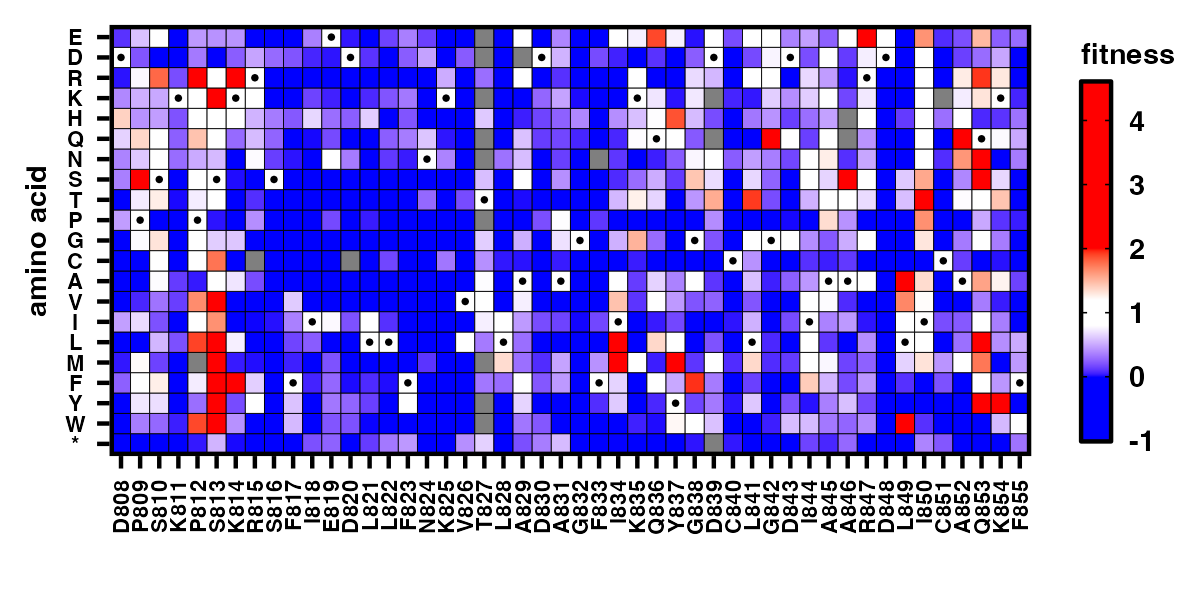 fitness
4
3
2
1
0
-1
amino acid
E
D
R
K
H
Q
N
S
T
P
G
C
A
V
I
L
M
F
Y
W
*
D808
P809
S810
K811
P812
S813
K814
R815
S816
F817
I818
E819
D820
L821
L822
F823
N824
K825
V826
T827
L828
A829
D830
A831
G832
F833
I834
K835
Q836
Y837
G838
D839
C840
L841
G842
D843
I844
A845
A846
R847
D848
L849
I850
C851
A852
Q853
K854
F855